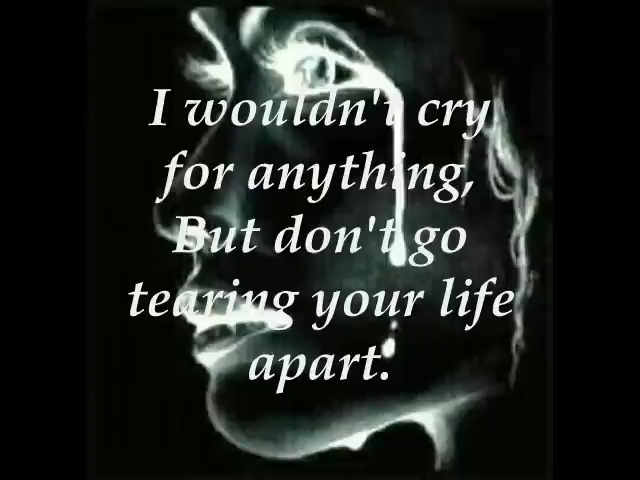 I wouldn't cry
for anything,
But don't go
tearing your life
apart.